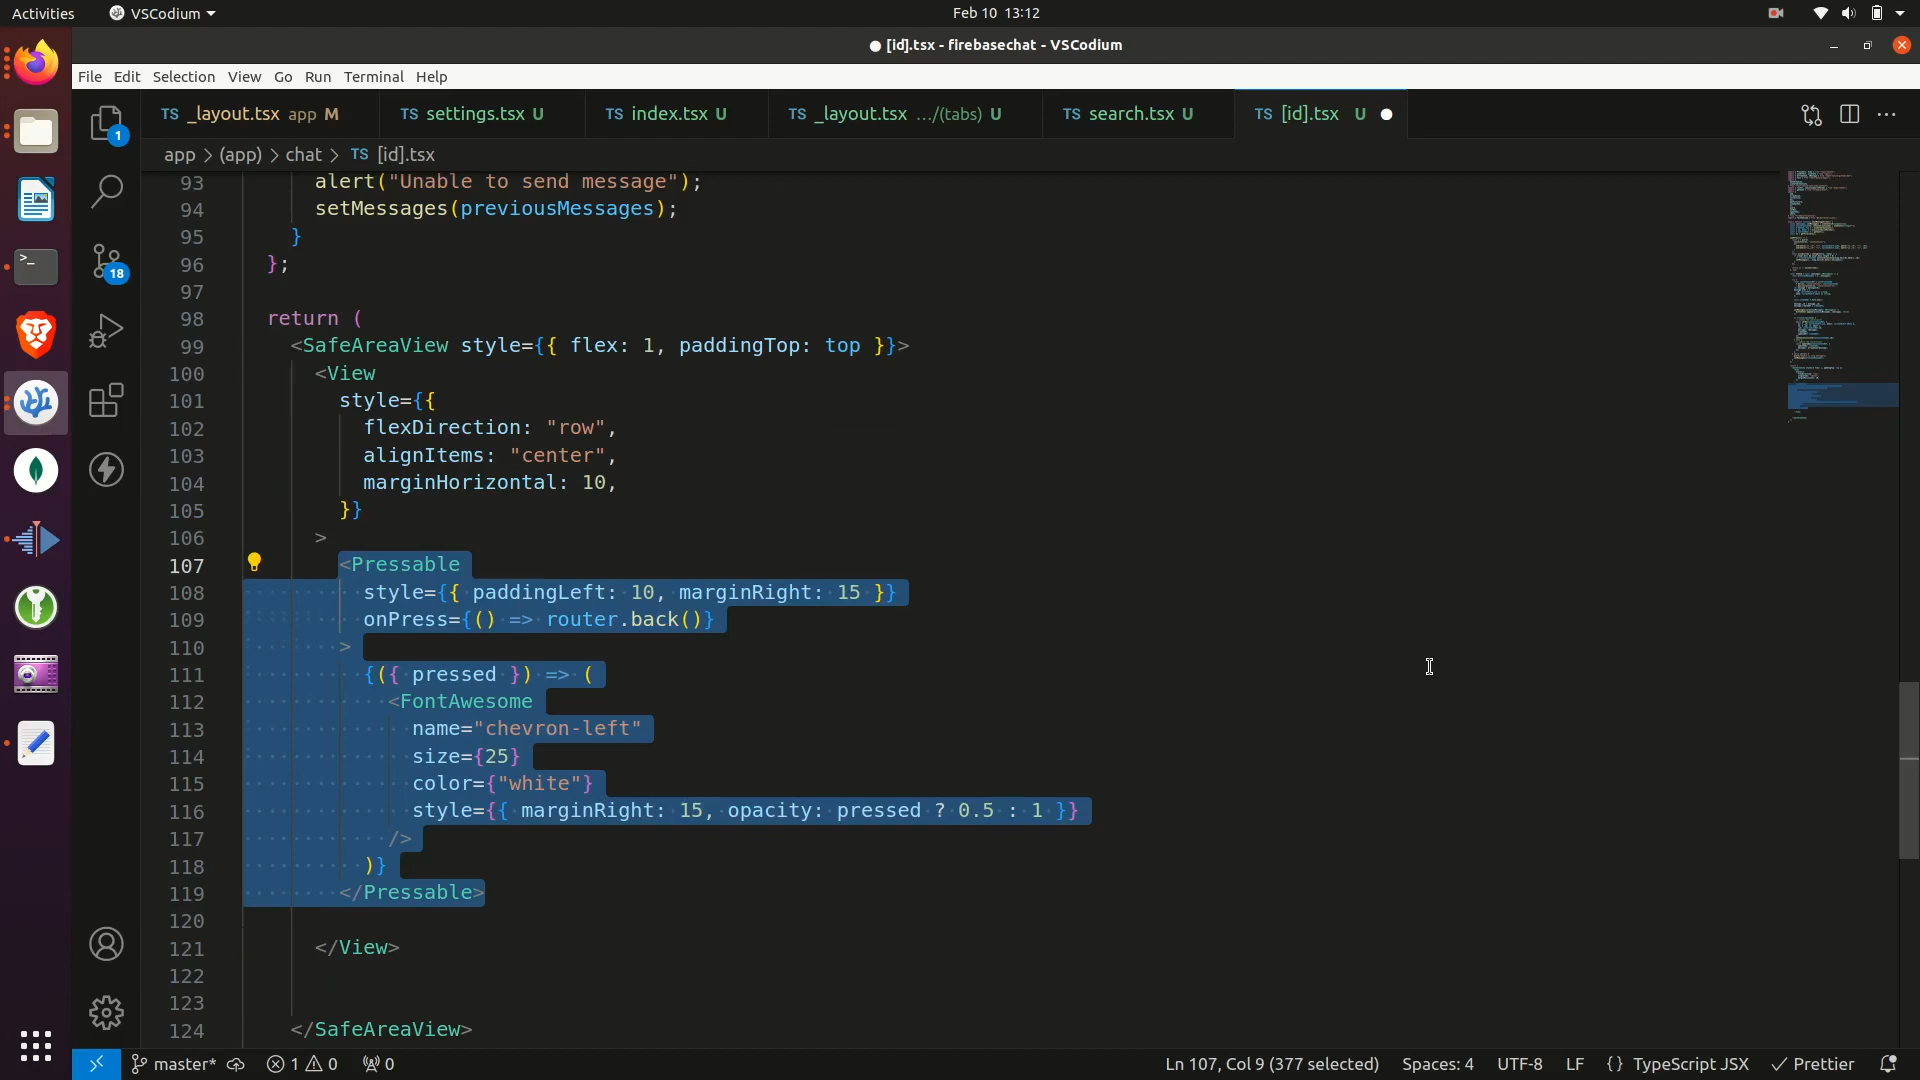 Activities VSCodium Feb 10 13:12
[id].tsx - firebasechat - VSCodium
File Edit Selection View Go Run Terminal Help
TS _layout.tsx app M TS settings.tsx U TS index.tsx U TS _layout.tsx .../(tabs) U TS search.tsx U TS [id].tsx U
app > (app) > chat > TS [id].tsx
93 alert("Unable to send message");
94 setMessages(previousMessages);
95 }
96 };
97
98 return (
99 <SafeAreaView style={{ flex: 1, paddingTop: top }}>
100 <View
101 style={{
102 flexDirection: "row",
103 alignItems: "center",
104 marginHorizontal: 10,
105 }}
106 >
107 <Pressable
108 style={{ paddingLeft: 10, marginRight: 15 }}
109 onPress={() => router.back()}
110 >
111 {({ pressed }) => (
112 <FontAwesome
113 name="chevron-left"
114 size={25}
115 color={"white"}
116 style={{ marginRight: 15, opacity: pressed ? 0.5 : 1 }}
117 />
118 )}
119 </Pressable>
120
121 </View>
122
123
124 </SafeAreaView>
1
18
master* 1 0 0 Ln 107, Col 9 (377 selected) Spaces: 4 UTF-8 LF {} TypeScript JSX Prettier